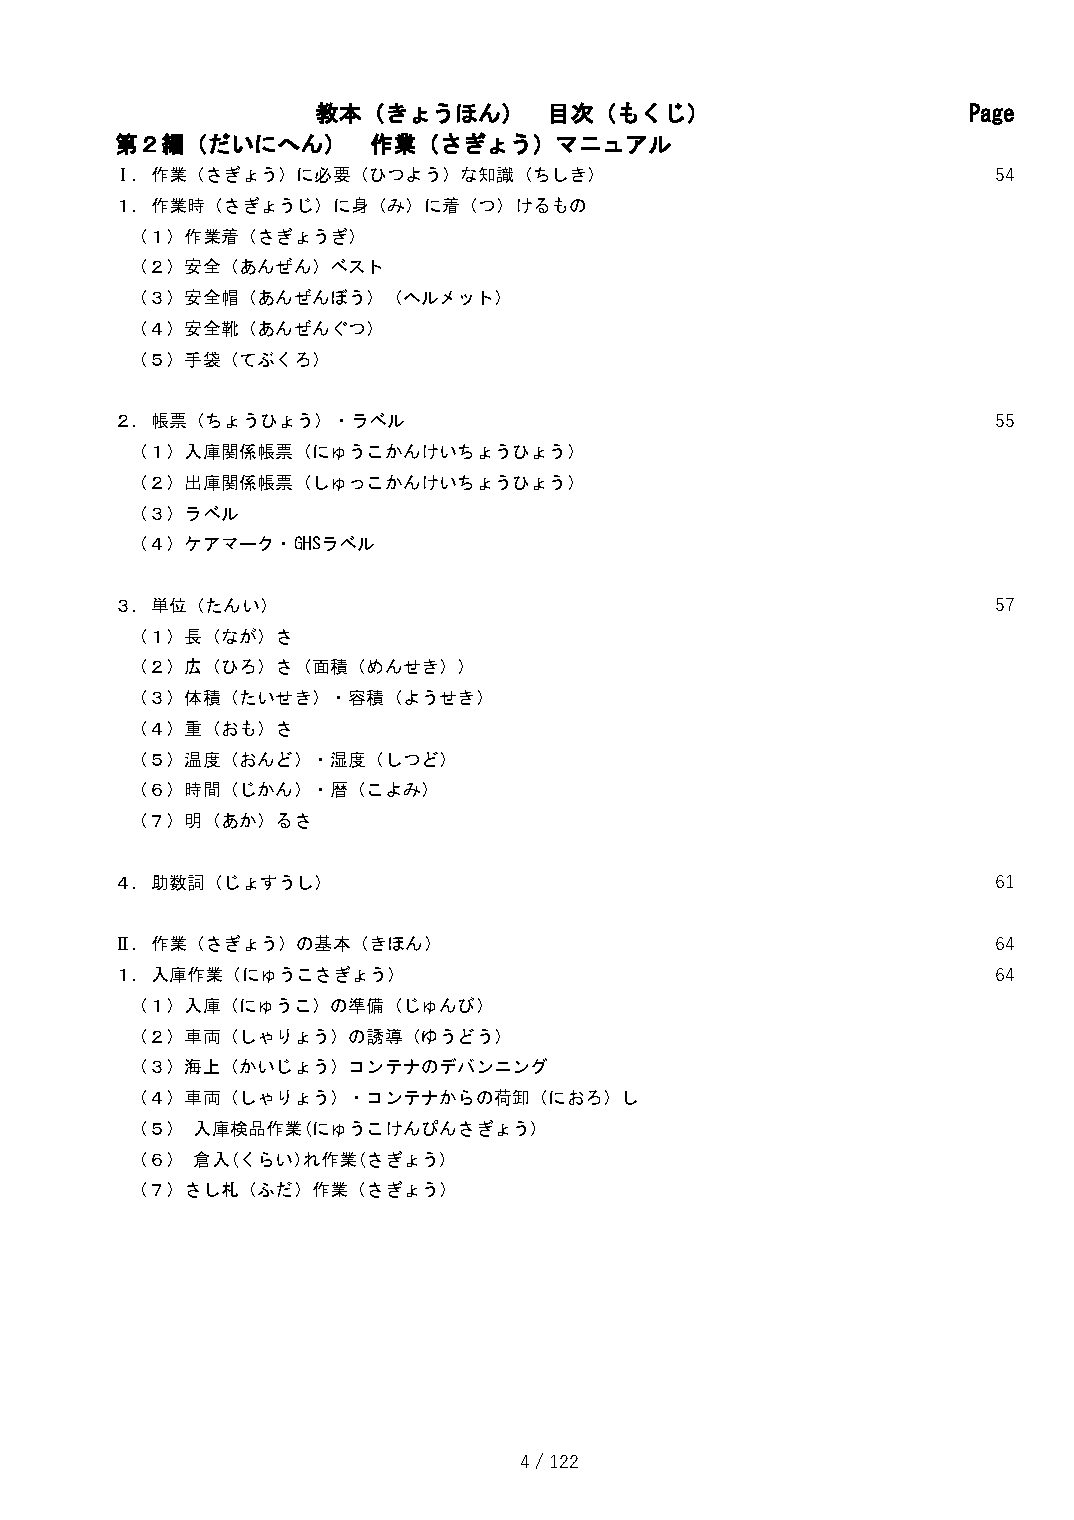 教本（きょうほん）　目次（もくじ）　Page
第２編（だいにへん）　作業（さぎょう）マニュアル
Ⅰ．作業（さぎょう）に必要（ひつよう）な知識（ちしき）　54
１．作業時（さぎょうじ）に身（み）に着（つ）けるもの
（１）作業着（さぎょうぎ）
（２）安全（あんぜん）ベスト
（３）安全帽（あんぜんぼう）（ヘルメット）
（４）安全靴（あんぜんぐつ）
（５）手袋（てぶくろ）
２．帳票（ちょうひょう）・ラベル　55
（１）入庫関係帳票（にゅうこかんけいちょうひょう）
（２）出庫関係帳票（しゅっこかんけいちょうひょう）
（３）ラベル
（４）ケアマーク・GHSラベル
３．単位（たんい）　57
（１）長（なが）さ
（２）広（ひろ）さ（面積（めんせき））
（３）体積（たいせき）・容積（ようせき）
（４）重（おも）さ
（５）温度（おんど）・湿度（しつど）
（６）時間（じかん）・暦（こよみ）
（７）明（あか）るさ
４．助数詞（じょすうし）　61
Ⅱ．作業（さぎょう）の基本（きほん）　64
１．入庫作業（にゅうこさぎょう）　64
（１）入庫（にゅうこ）の準備（じゅんび）
（２）車両（しゃりょう）の誘導（ゆうどう）
（３）海上（かいじょう）コンテナのデバンニング
（４）車両（しゃりょう）・コンテナからの荷卸（におろ）し
（５） 入庫検品作業(にゅうこけんぴんさぎょう)
（６） 倉入(くらい)れ作業(さぎょう)
（７）さし札（ふだ）作業（さぎょう）
4 / 122